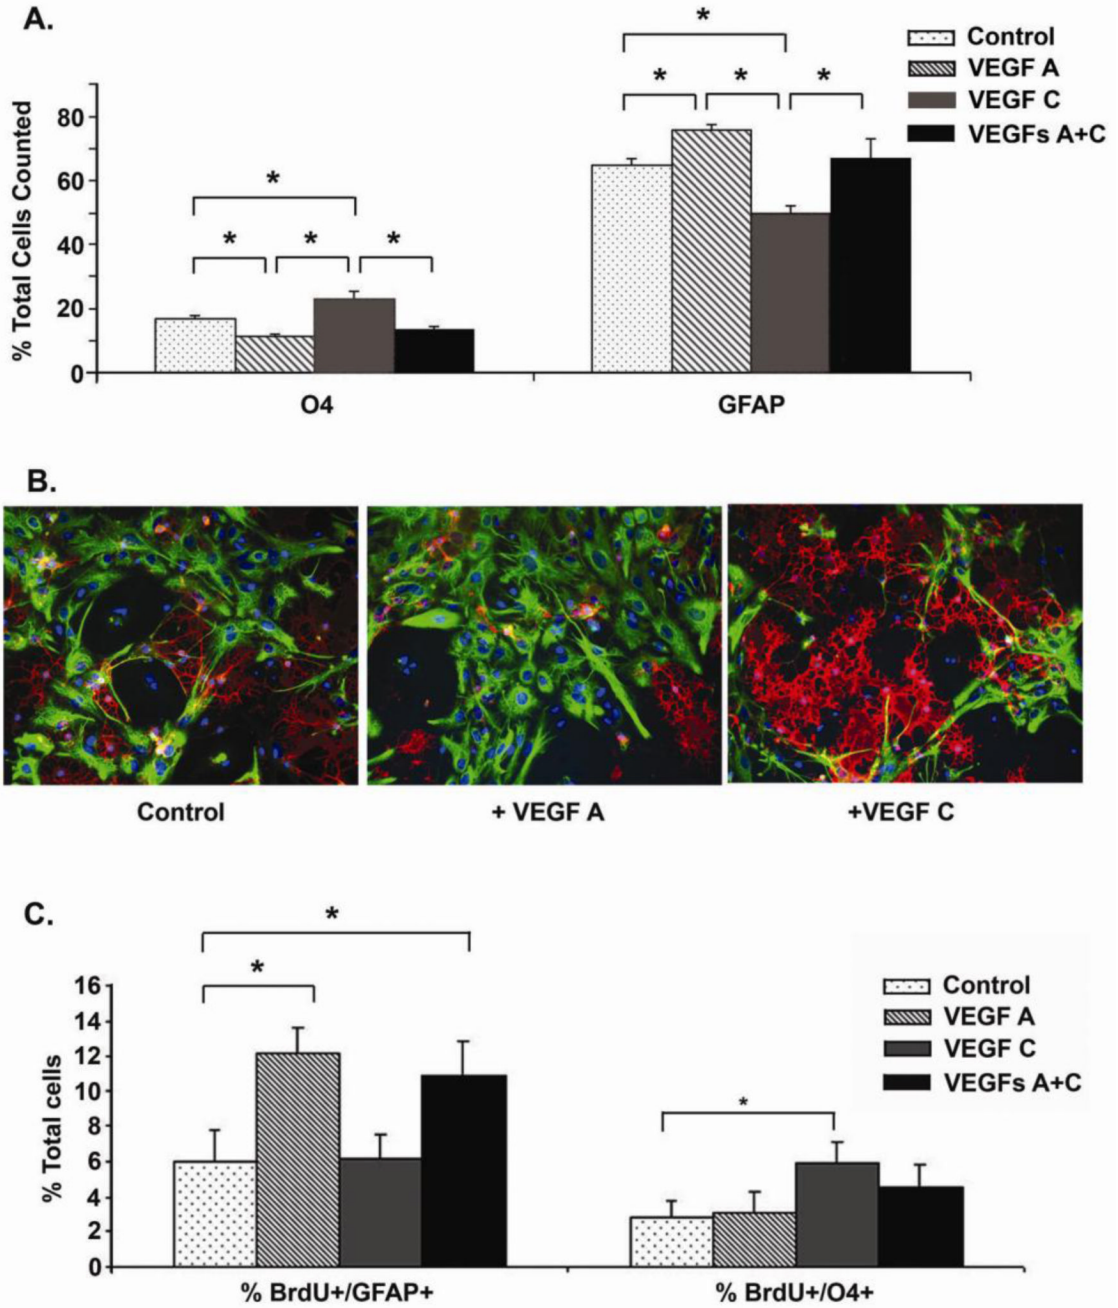 A.
*
Control
VEGF A
VEGF C
VEGFs A+C
* * *
% Total Cells Counted
80
60
40
20
0
*
* * *
O4
GFAP
B.
Control
+ VEGF A
+VEGF C
C.
*
*
Control
VEGF A
VEGF C
VEGFs A+C
% Total cells
16
14
12
10
8
6
4
2
0
*
% BrdU+/GFAP+
% BrdU+/O4+